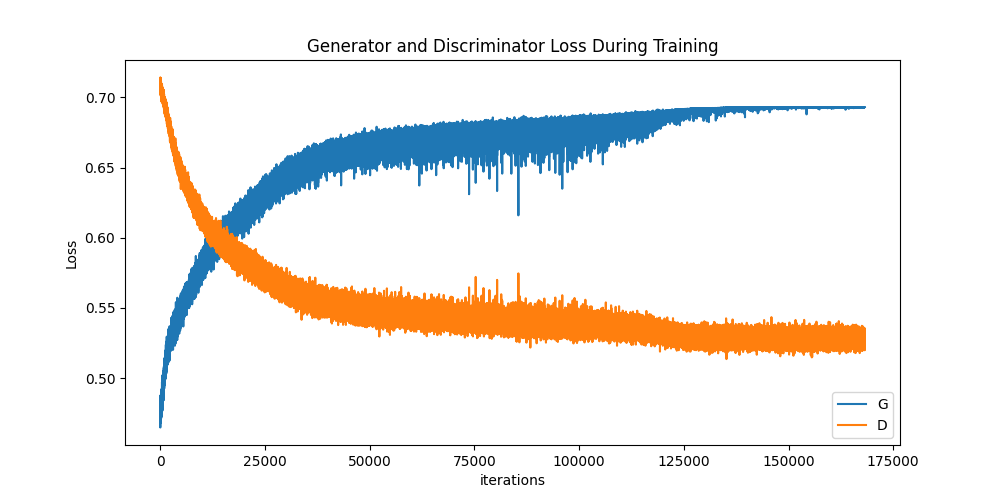 Generator and Discriminator Loss During Training
0.70
0.65
0.60
0.55
0.50
Loss
G
D
0
25000
50000
75000
100000
125000
150000
175000
iterations